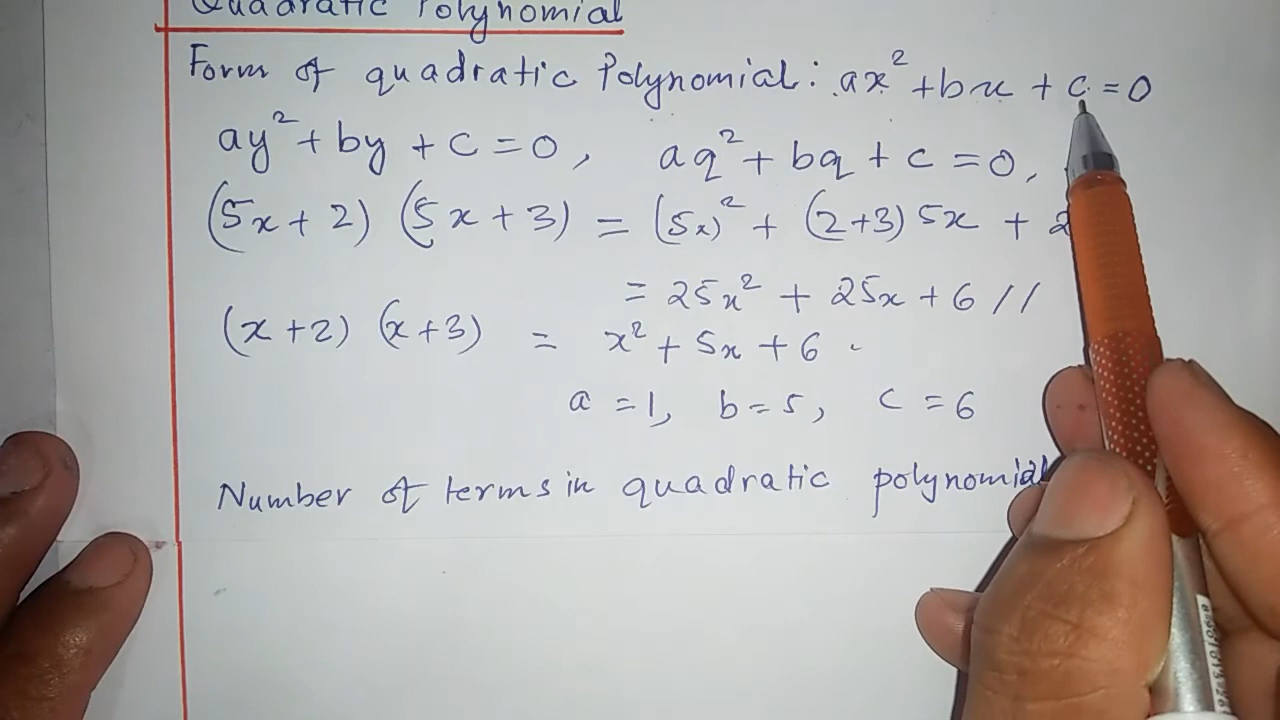 Quadratic Polynomial
Form of quadratic Polynomial: ax² + bx + c = 0
ay² + by + c = 0, aq² + bq + c = 0,
(5x + 2) (5x + 3) = (5x)² + (2+3) 5x + 2
= 25x² + 25x + 6 //
(x + 2) (x + 3) = x² + 5x + 6 .
a = 1, b = 5, c = 6
Number of terms in quadratic polynomial